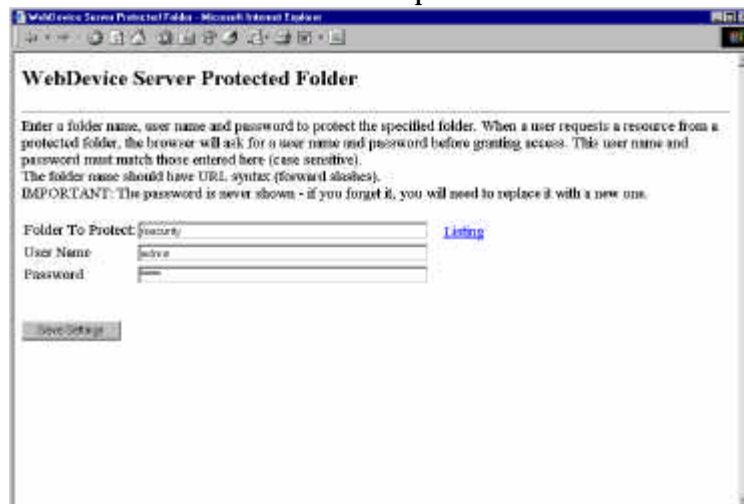 WebDevice Server Protected Folder - Microsoft Internet Explorer
WebDevice Server Protected Folder
Enter a folder name, user name and password to protect the specified folder. When a user requests a resource from a
protected folder, the browser will ask for a user name and password before granting access. This user name and
password must match those entered here (case sensitive).
The folder name should have URL syntax (forward slashes).
IMPORTANT: The password is never shown - if you forget it, you will need to replace it with a new one.
Folder To Protect: /security Listing
User Name admin
Password
Save Settings